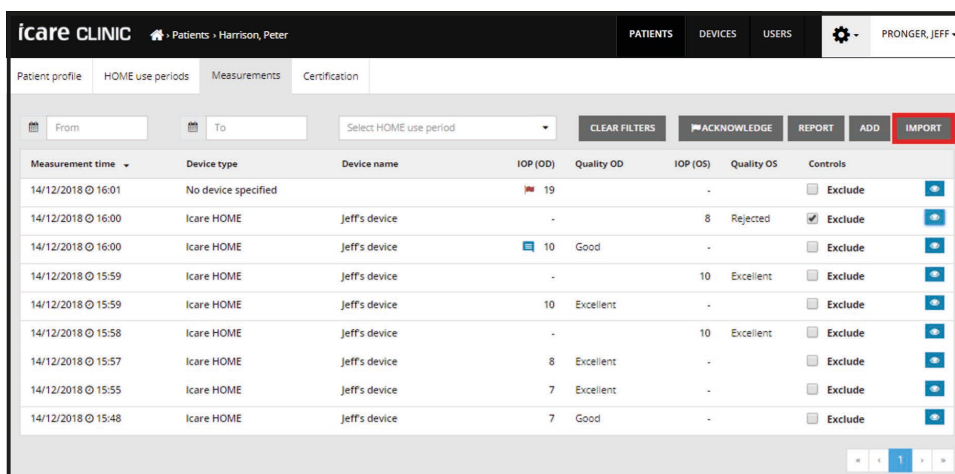 icare CLINIC › Patients › Harrison, Peter PATIENTS DEVICES USERS PRONGER, JEFF
Patient profile HOME use periods Measurements Certification
From To Select HOME use period CLEAR FILTERS ACKNOWLEDGE REPORT ADD IMPORT
Measurement time Device type Device name IOP (OD) Quality OD IOP (OS) Quality OS Controls
14/12/2018 16:01 No device specified 19 - Exclude
14/12/2018 16:00 Icare HOME Jeff's device - 8 Rejected Exclude
14/12/2018 16:00 Icare HOME Jeff's device 10 Good - Exclude
14/12/2018 15:59 Icare HOME Jeff's device - 10 Excellent Exclude
14/12/2018 15:59 Icare HOME Jeff's device 10 Excellent - Exclude
14/12/2018 15:58 Icare HOME Jeff's device - 10 Excellent Exclude
14/12/2018 15:57 Icare HOME Jeff's device 8 Excellent - Exclude
14/12/2018 15:55 Icare HOME Jeff's device 7 Excellent - Exclude
14/12/2018 15:48 Icare HOME Jeff's device 7 Good - Exclude
« ‹ 1 › »